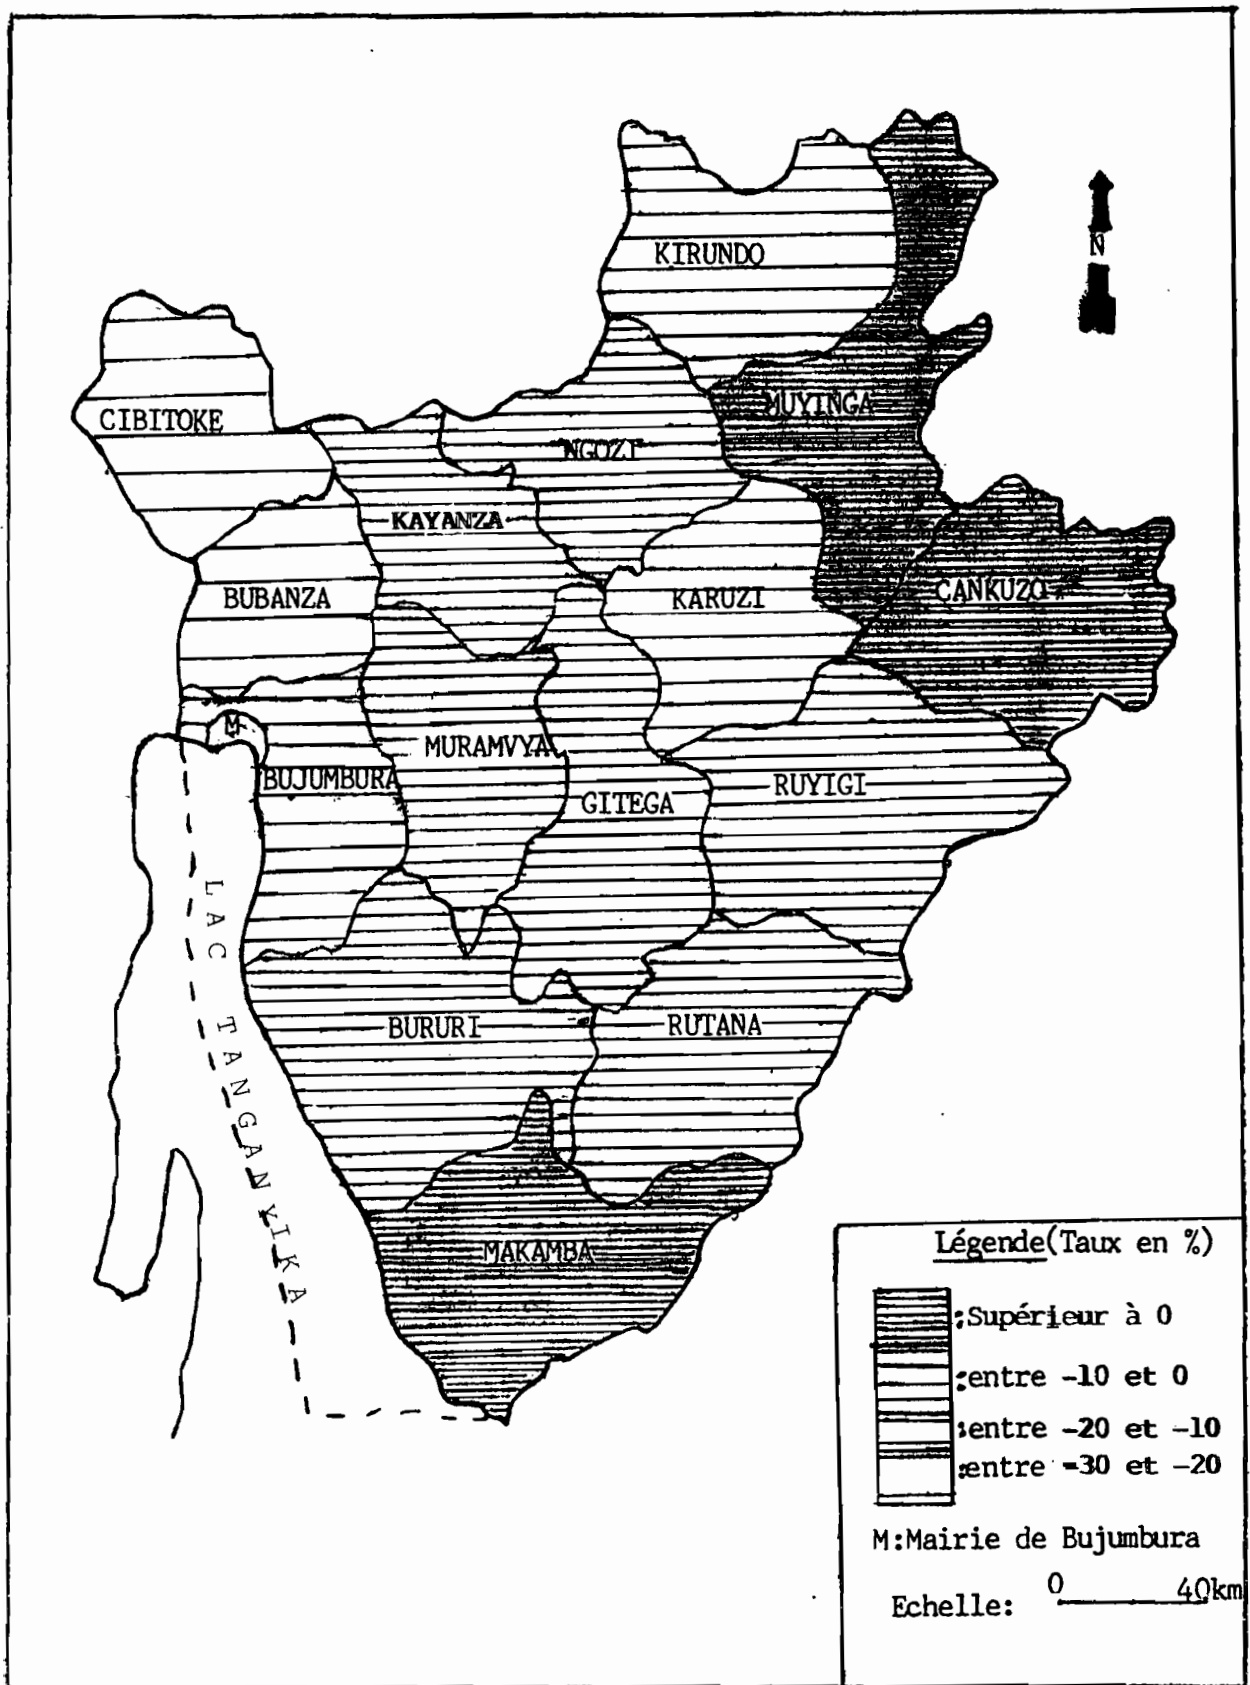 KIRUNDO
N
MUYINGA
CIBITOKE
NGOZI
KAYANZA
BUBANZA
KARUZI
CANKUZO
M
MURAMVYA
BUJUMBURA
GITEGA
RUYIGI
LAC TANGANYIKA
BURURI
RUTANA
MAKAMBA
Légende(Taux en %)
:Supérieur à 0
:entre -10 et 0
:entre -20 et -10
:entre -30 et -20
M:Mairie de Bujumbura
Echelle: 0 40km